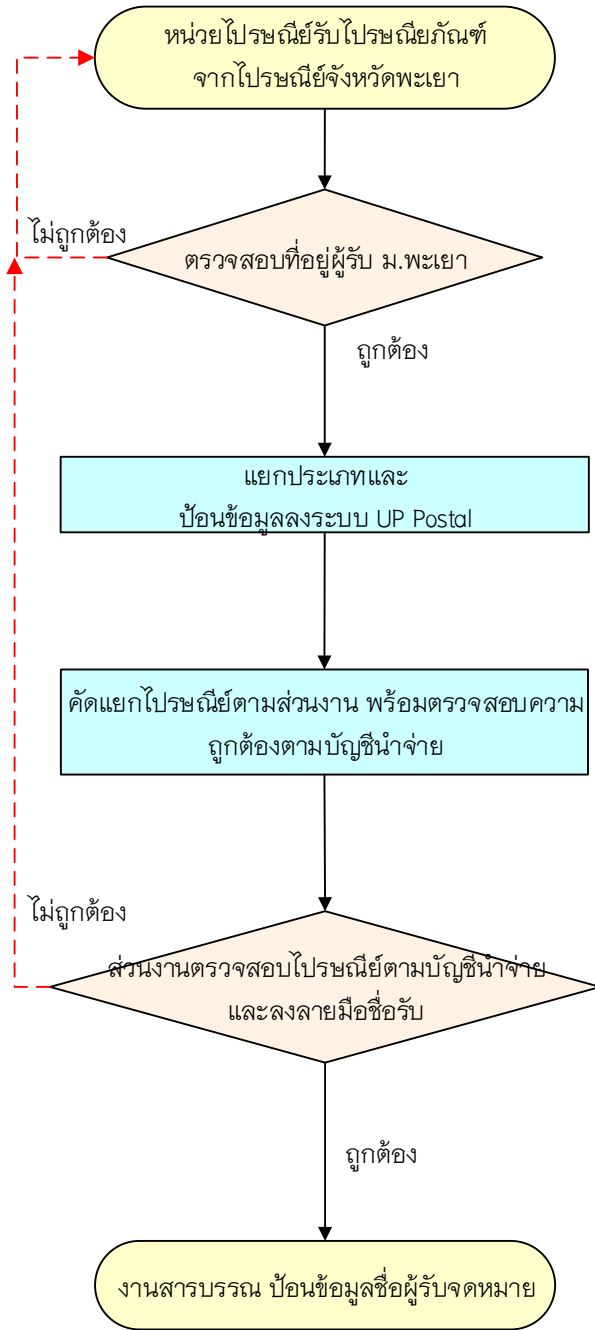 หน่วยไปรษณีย์รับไปรษณียภัณฑ์
จากไปรษณีย์จังหวัดพะเยา
ไม่ถูกต้อง
ตรวจสอบที่อยู่ผู้รับ ม.พะเยา
ถูกต้อง
แยกประเภทและ
ป้อนข้อมูลลงระบบ UP Postal
คัดแยกไปรษณีย์ตามส่วนงาน พร้อมตรวจสอบความ
ถูกต้องตามบัญชีนำจ่าย
ไม่ถูกต้อง
ส่วนงานตรวจสอบไปรษณีย์ตามบัญชีนำจ่าย
และลงลายมือชื่อรับ
ถูกต้อง
งานสารบรรณ ป้อนข้อมูลชื่อผู้รับจดหมาย